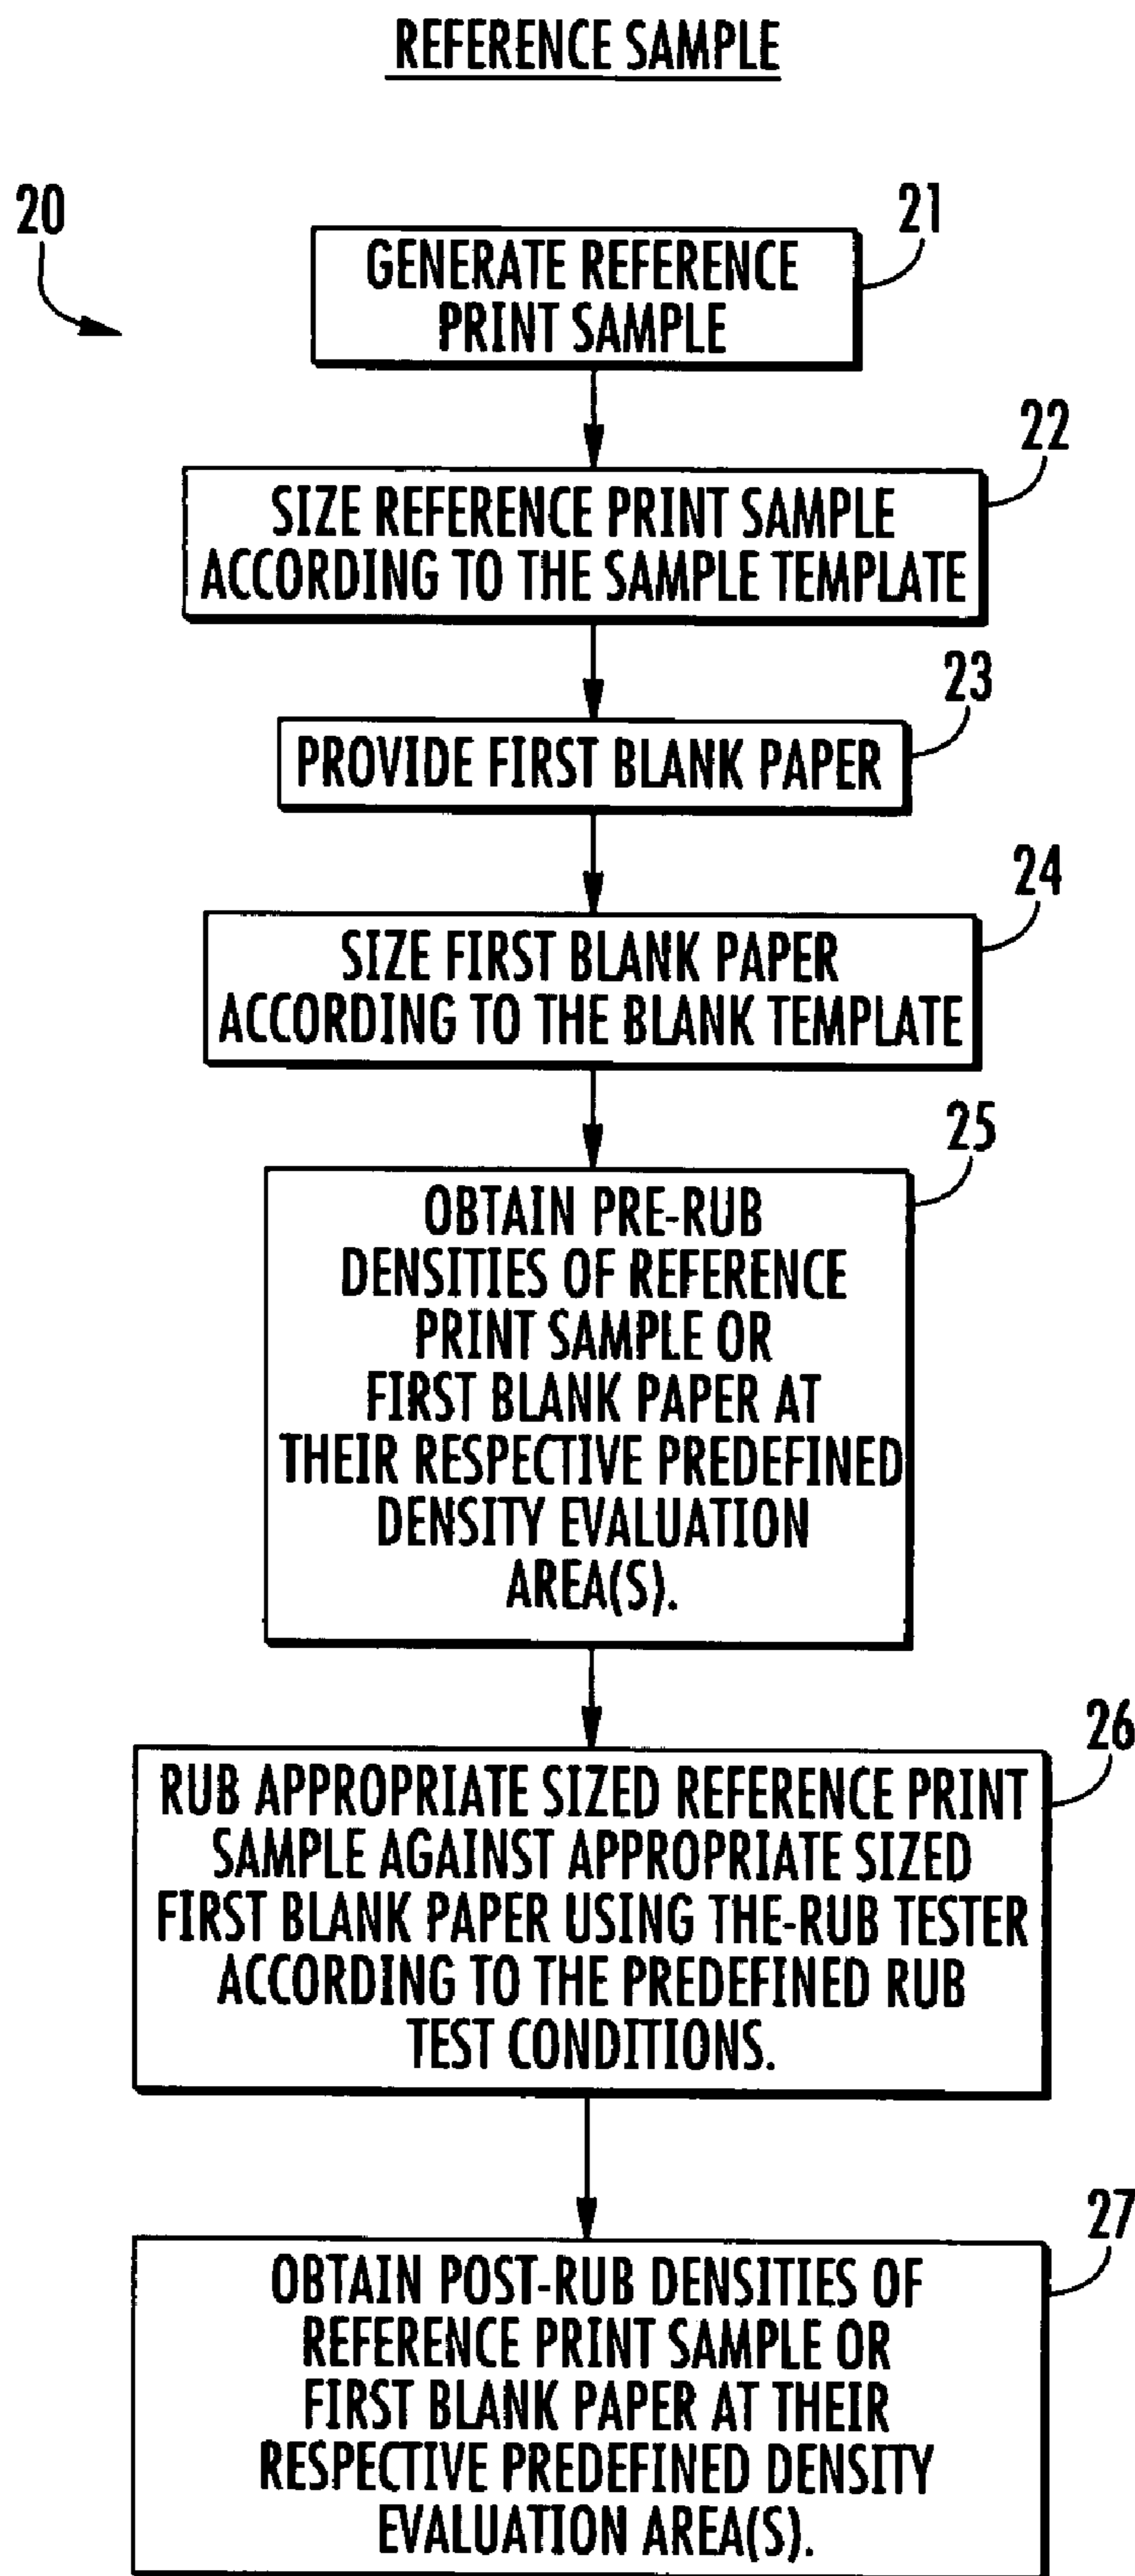 REFERENCE SAMPLE
20
21
GENERATE REFERENCE
PRINT SAMPLE
22
SIZE REFERENCE PRINT SAMPLE
ACCORDING TO THE SAMPLE TEMPLATE
23
PROVIDE FIRST BLANK PAPER
24
SIZE FIRST BLANK PAPER
ACCORDING TO THE BLANK TEMPLATE
25
OBTAIN PRE-RUB
DENSITIES OF REFERENCE
PRINT SAMPLE OR
FIRST BLANK PAPER AT
THEIR RESPECTIVE PREDEFINED
DENSITY EVALUATION
AREA(S).
26
RUB APPROPRIATE SIZED REFERENCE PRINT
SAMPLE AGAINST APPROPRIATE SIZED
FIRST BLANK PAPER USING THE-RUB TESTER
ACCORDING TO THE PREDEFINED RUB
TEST CONDITIONS.
27
OBTAIN POST-RUB DENSITIES OF
REFERENCE PRINT SAMPLE OR
FIRST BLANK PAPER AT THEIR
RESPECTIVE PREDEFINED DENSITY
EVALUATION AREA(S).